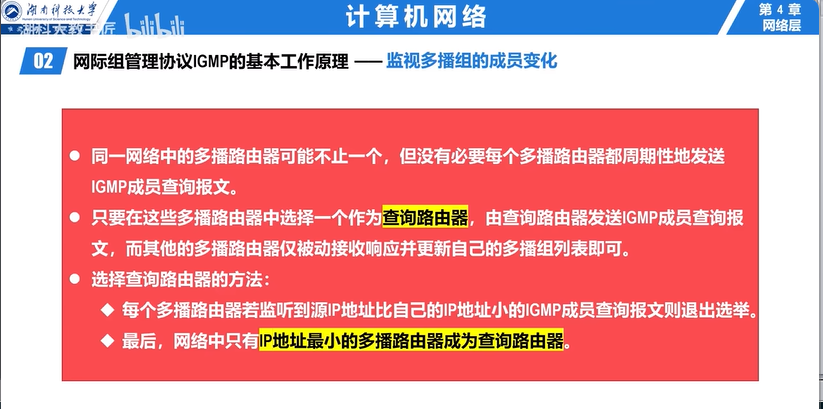 湖南科技大学
湖科大教书匠 bilibili
计算机网络
第 4 章
网络层
02 网际组管理协议IGMP的基本工作原理 —— 监视多播组的成员变化
● 同一网络中的多播路由器可能不止一个，但没有必要每个多播路由器都周期性地发送
IGMP成员查询报文。
● 只要在这些多播路由器中选择一个作为查询路由器，由查询路由器发送IGMP成员查询报
文，而其他的多播路由器仅被动接收响应并更新自己的多播组列表即可。
● 选择查询路由器的方法：
◆ 每个多播路由器若监听到源IP地址比自己的IP地址小的IGMP成员查询报文则退出选举。
◆ 最后，网络中只有IP地址最小的多播路由器成为查询路由器。